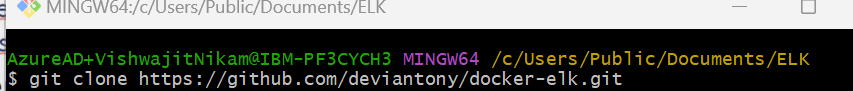 MINGW64:/c/Users/Public/Documents/ELK
AzureAD+VishwajitNikam@IBM-PF3CYCH3 MINGW64 /c/Users/Public/Documents/ELK
$ git clone https://github.com/deviantony/docker-elk.git